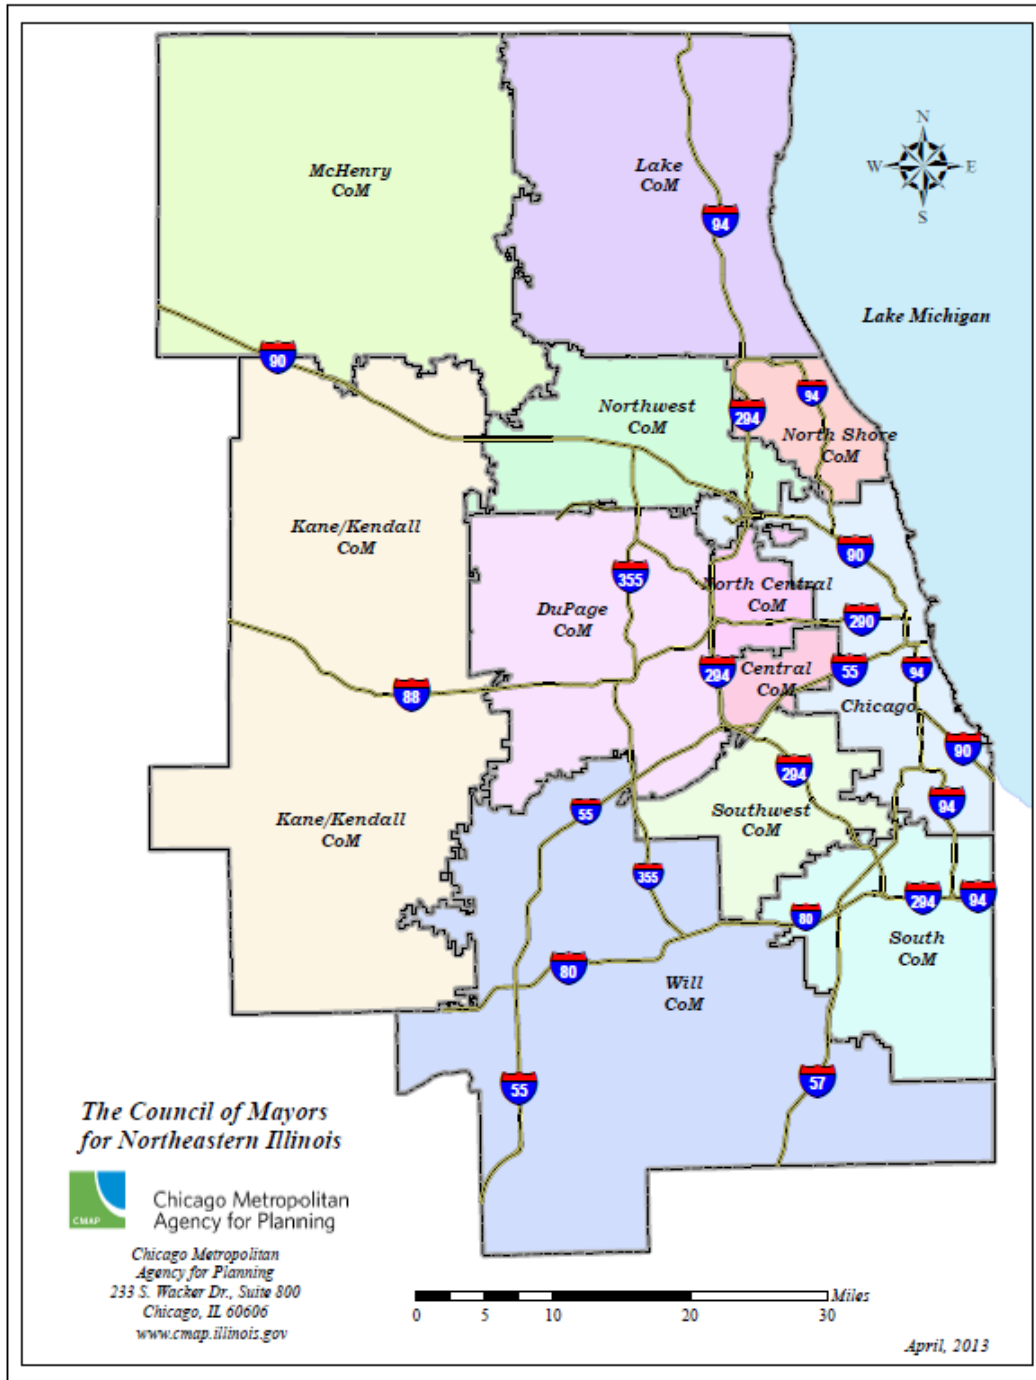 N
W
E
S
McHenry
CoM
Lake
CoM
94
Lake Michigan
90
94
294
Northwest
CoM
North Shore
CoM
Kane/Kendall
CoM
90
355
North Central
CoM
DuPage
CoM
290
294
Central
CoM
55
94
88
Chicago
90
294
94
Kane/Kendall
CoM
55
Southwest
CoM
355
294
94
80
South
CoM
80
Will
CoM
55
57
The Council of Mayors
for Northeastern Illinois
CMAP
Chicago Metropolitan
Agency for Planning
Chicago Metropolitan
Agency for Planning
233 S. Wacker Dr., Suite 800
Chicago, IL 60606
www.cmap.illinois.gov
Miles
0 5 10 20 30
April, 2013